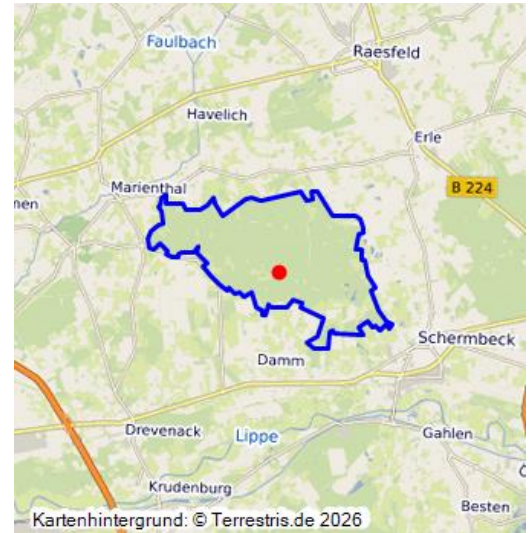 Faulbach
Raesfeld
Havelich
Erle
B 224
Marienthal
nen
Schermbeck
Damm
Drevenack
Lippe
Gahlen
Krudenburg
Besten
Kartenhintergrund: © Terrestris.de 2026